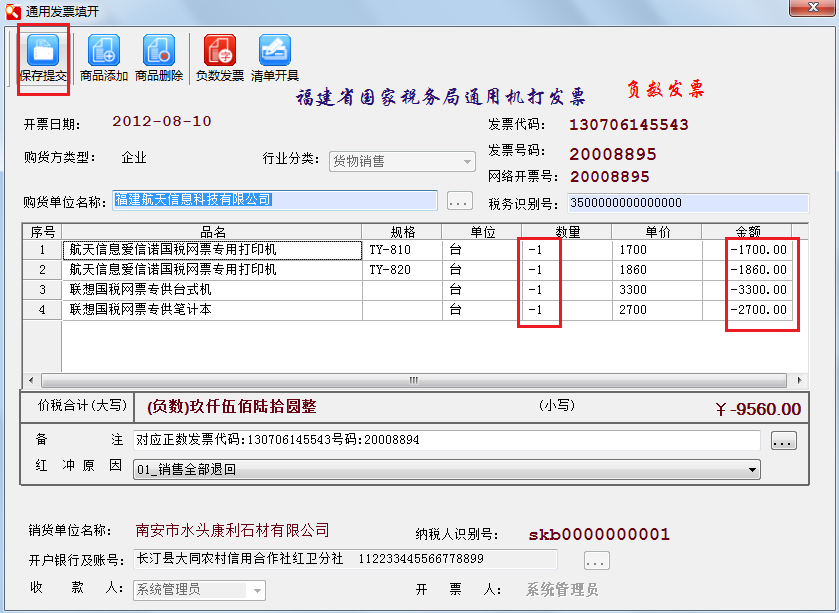 通用发票填开
保存提交 商品添加 商品删除 负数发票 清单开具
福建省国家税务局通用机打发票 负数发票
开票日期: 2012-08-10 发票代码: 130706145543
购货方类型: 企业 行业分类: 货物销售 发票号码: 20008895
网络开票号: 20008895
购货单位名称: 福建航天信息科技有限公司 ... 税务识别号: 3500000000000000
序号 品名 规格 单位 数量 单价 金额
1 航天信息爱信诺国税网票专用打印机 TY-810 台 -1 1700 -1700.00
2 航天信息爱信诺国税网票专用打印机 TY-820 台 -1 1860 -1860.00
3 联想国税网票专供台式机 台 -1 3300 -3300.00
4 联想国税网票专供笔计本 台 -1 2700 -2700.00
价税合计(大写) (负数)玖仟伍佰陆拾圆整 (小写) ¥-9560.00
备 注 对应正数发票代码:130706145543号码:20008894 ...
红 冲 原 因 01_销售全部退回
销货单位名称: 南安市水头康利石材有限公司 纳税人识别号: skb0000000001
开户银行及账号: 长汀县大同农村信用合作社红卫分社 112233445566778899 ...
收 款 人: 系统管理员 开 票 人: 系统管理员